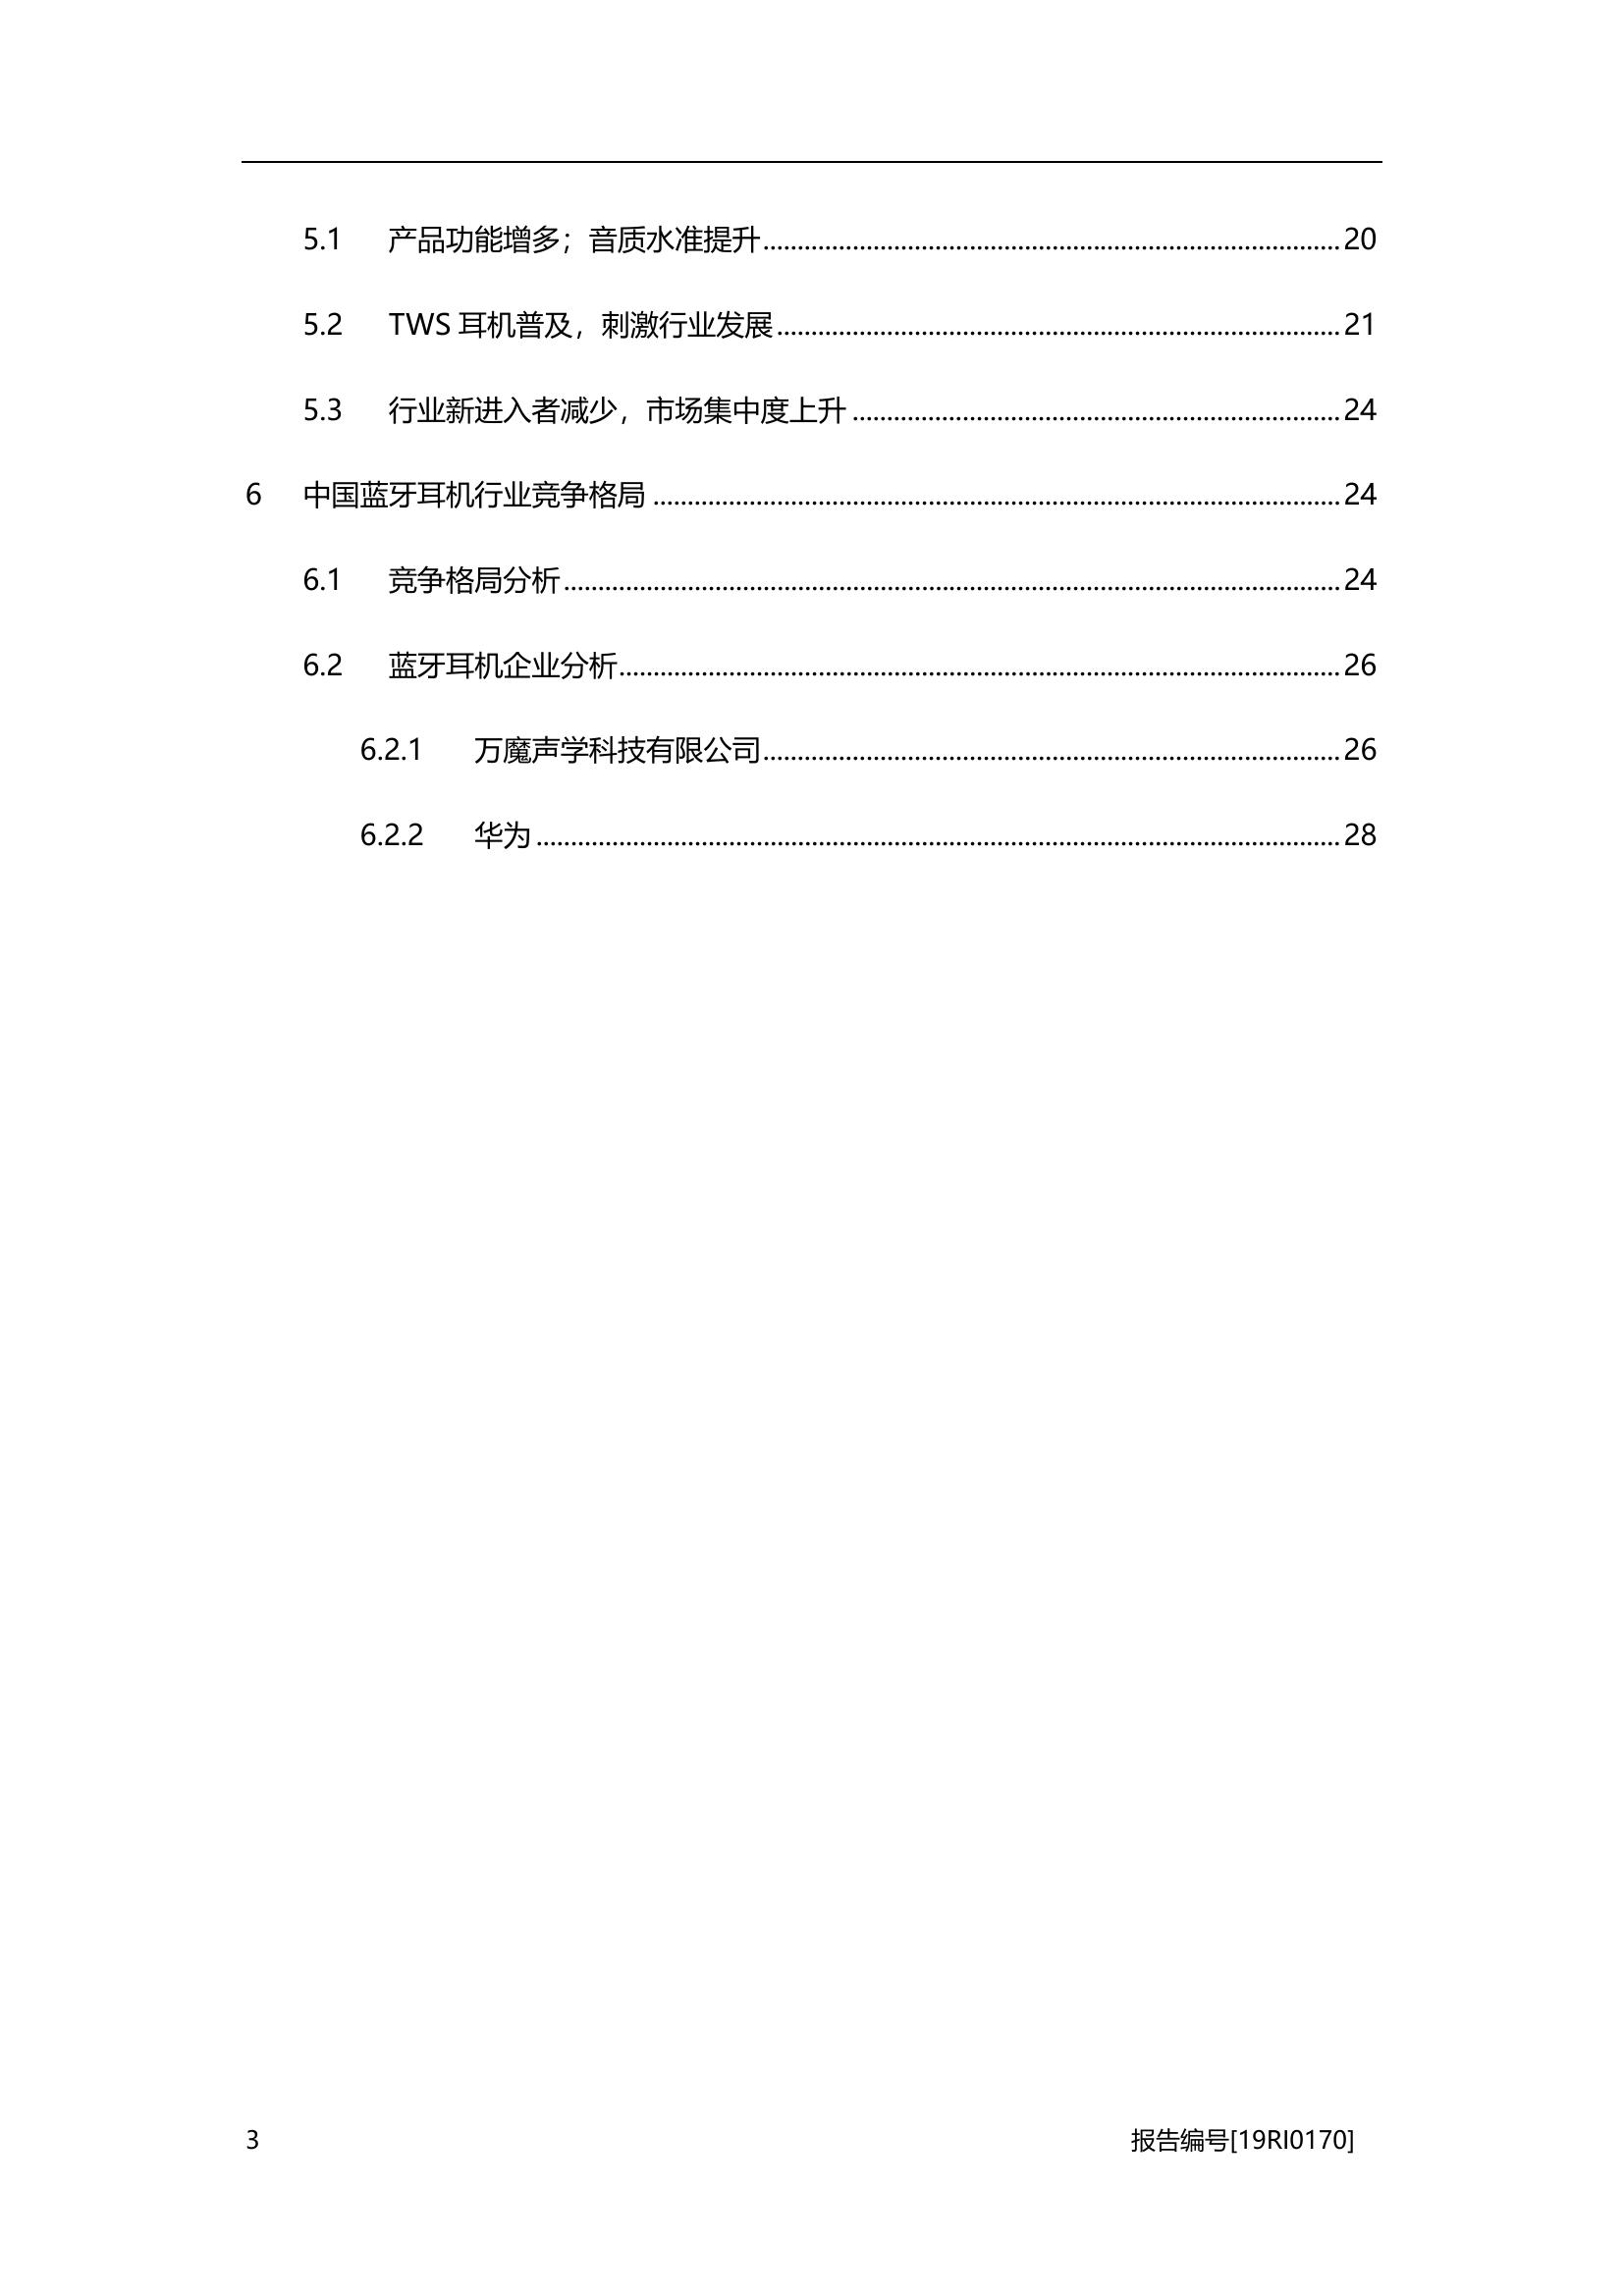 5.1 产品功能增多；音质水准提升 20
5.2 TWS 耳机普及，刺激行业发展 21
5.3 行业新进入者减少，市场集中度上升 24
6 中国蓝牙耳机行业竞争格局 24
6.1 竞争格局分析 24
6.2 蓝牙耳机企业分析 26
6.2.1 万魔声学科技有限公司 26
6.2.2 华为 28
3 报告编号[19RI0170]